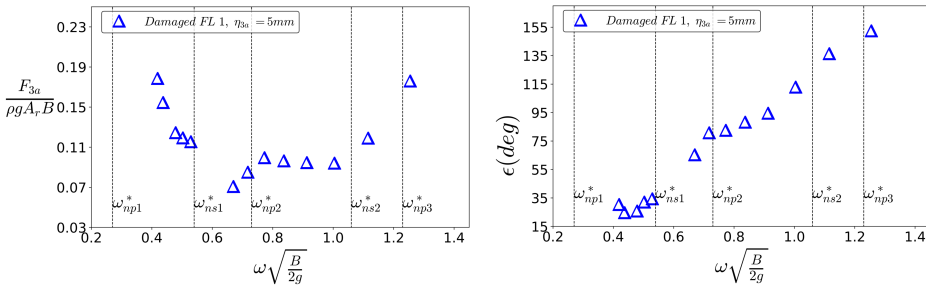 Damaged FL 1, η3a = 5mm
0.23
0.19
0.15
0.11
0.07
0.03
F3a / ρgArB
ω*np1 ω*ns1 ω*np2 ω*ns2 ω*np3
0.2 0.4 0.6 0.8 1.0 1.2 1.4
ω√(B/2g)
Damaged FL 1, η3a = 5mm
155
135
115
95
75
55
35
15
ϵ(deg)
ω*np1 ω*ns1 ω*np2 ω*ns2 ω*np3
0.2 0.4 0.6 0.8 1.0 1.2 1.4
ω√(B/2g)